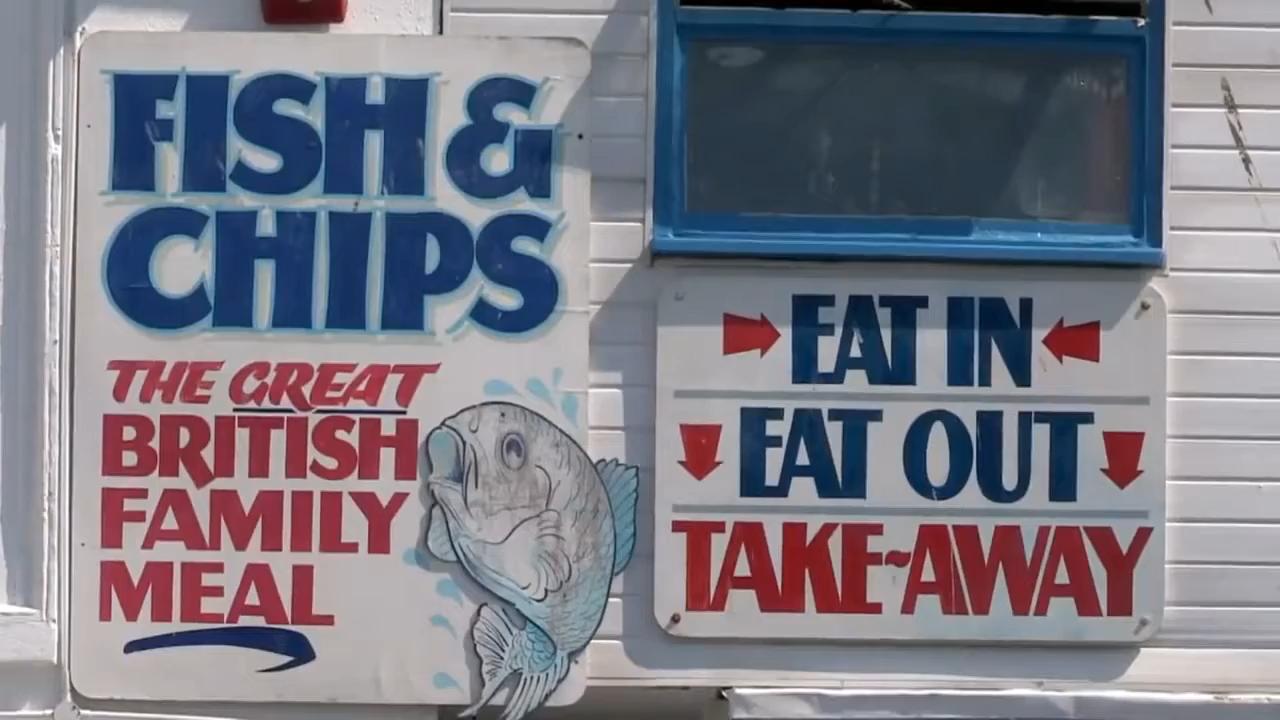 FISH &
CHIPS
THE GREAT
BRITISH
FAMILY
MEAL
EAT IN
EAT OUT
TAKE~AWAY